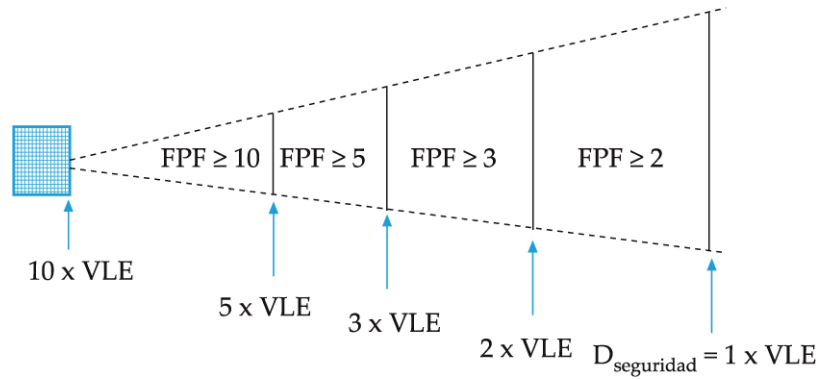 FPF ≥ 10
FPF ≥ 5
FPF ≥ 3
FPF ≥ 2
10 x VLE
5 x VLE
3 x VLE
2 x VLE
Dseguridad = 1 x VLE